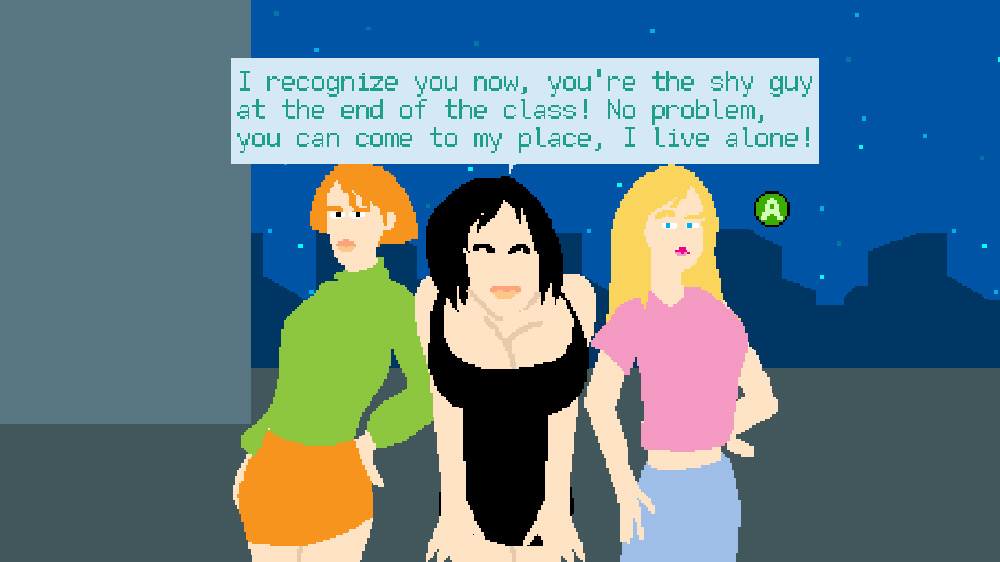 I recognize you now, you're the shy guy
at the end of the class! No problem,
you can come to my place, I live alone!
A